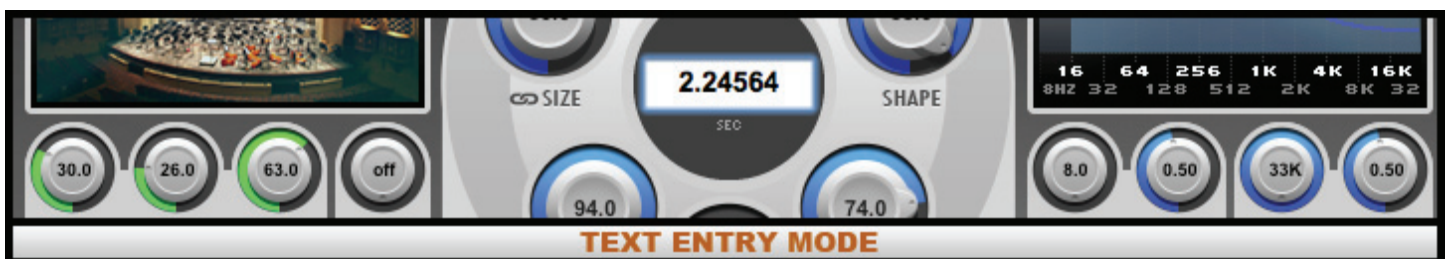 2.24564
SIZE
SHAPE
SEC
16 64 256 1K 4K 16K
8HZ 32 128 512 2K 8K 32
30.0 26.0 63.0 off
8.0 0.50 33K 0.50
94.0 74.0
TEXT ENTRY MODE